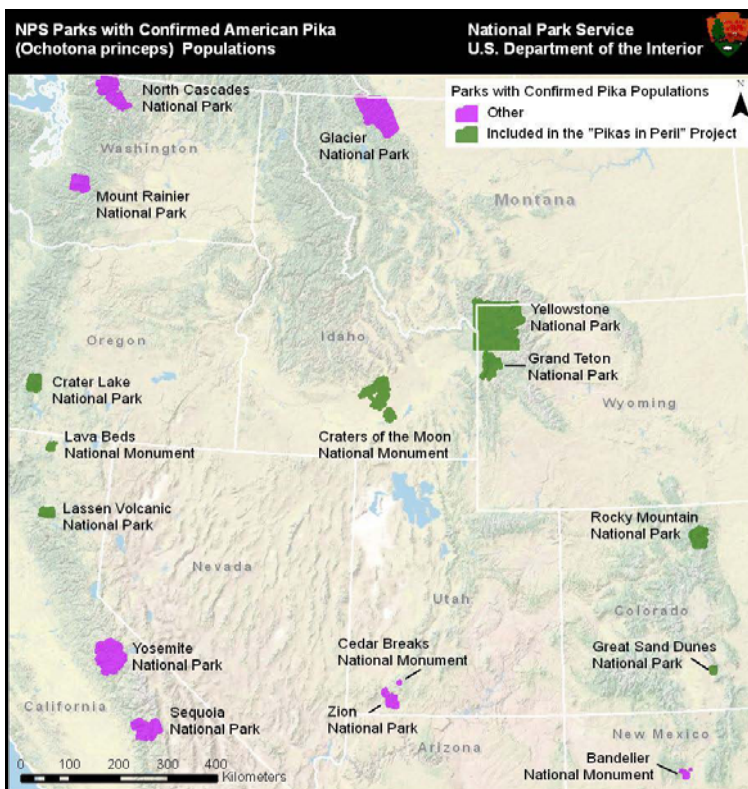 NPS Parks with Confirmed American Pika
(Ochotona princeps) Populations
National Park Service
U.S. Department of the Interior
Parks with Confirmed Pika Populations
Other
Included in the "Pikas in Peril" Project
N
North Cascades
National Park
Glacier
National Park
Washington
Mount Rainier
National Park
Montana
Yellowstone
National Park
Oregon
Idaho
Grand Teton
National Park
Crater Lake
National Park
Wyoming
Lava Beds
National Monument
Craters of the Moon
National Monument
Lassen Volcanic
National Park
Rocky Mountain
National Park
Nevada
Utah
Colorado
Yosemite
National Park
Cedar Breaks
National Monument
Great Sand Dunes
National Park
California
Sequoia
National Park
Zion
National Park
Arizona
New Mexico
Bandelier
National Monument
0 100 200 300 400
Kilometers